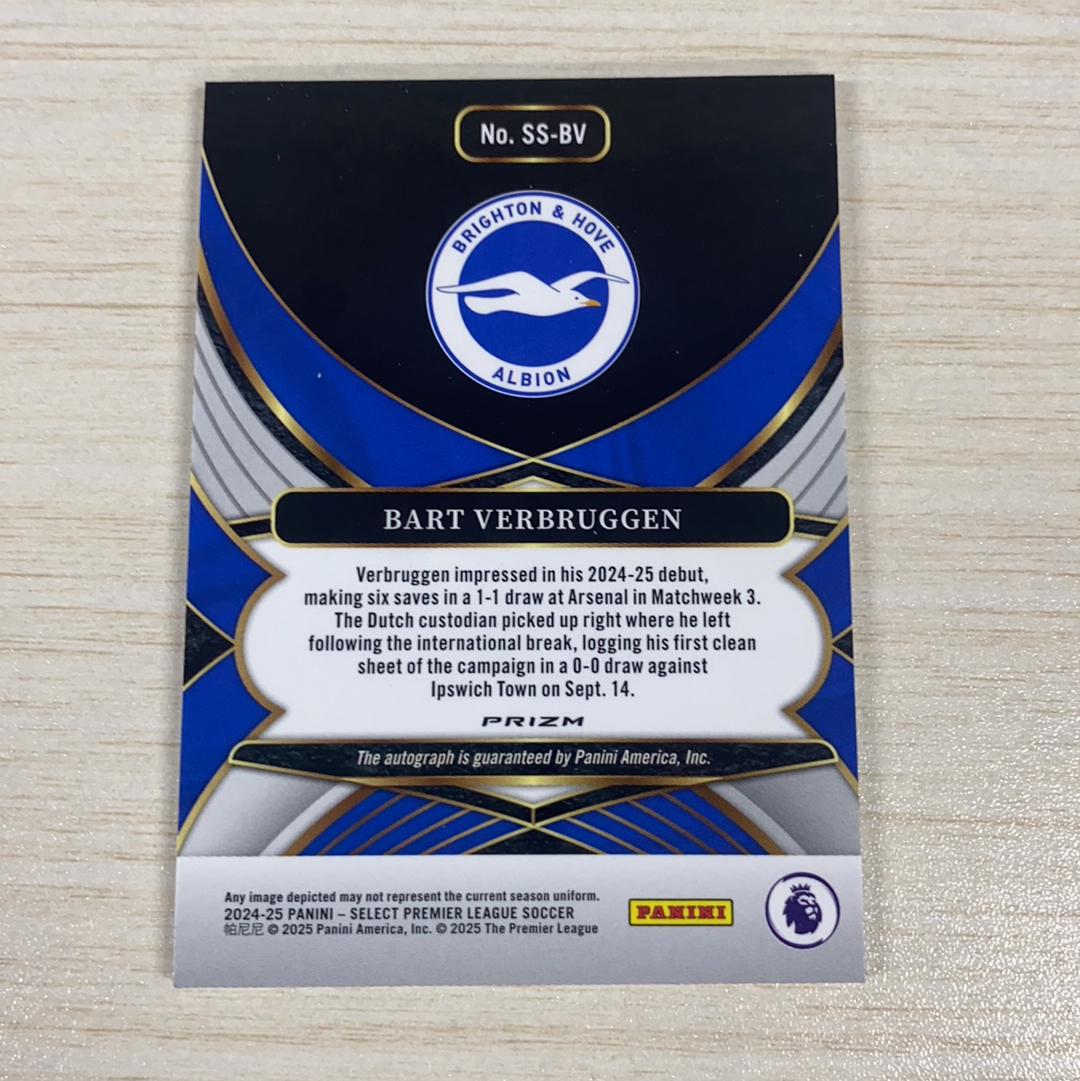 No. SS-BV
BRIGHTON & HOVE
ALBION
BART VERBRUGGEN
Verbruggen impressed in his 2024-25 debut,
making six saves in a 1-1 draw at Arsenal in Matchweek 3.
The Dutch custodian picked up right where he left
following the international break, logging his first clean
sheet of the campaign in a 0-0 draw against
Ipswich Town on Sept. 14.
PRIZM
The autograph is guaranteed by Panini America, Inc.
Any image depicted may not represent the current season uniform.
2024-25 PANINI – SELECT PREMIER LEAGUE SOCCER
帕尼尼 © 2025 Panini America, Inc. © 2025 The Premier League
PANINI